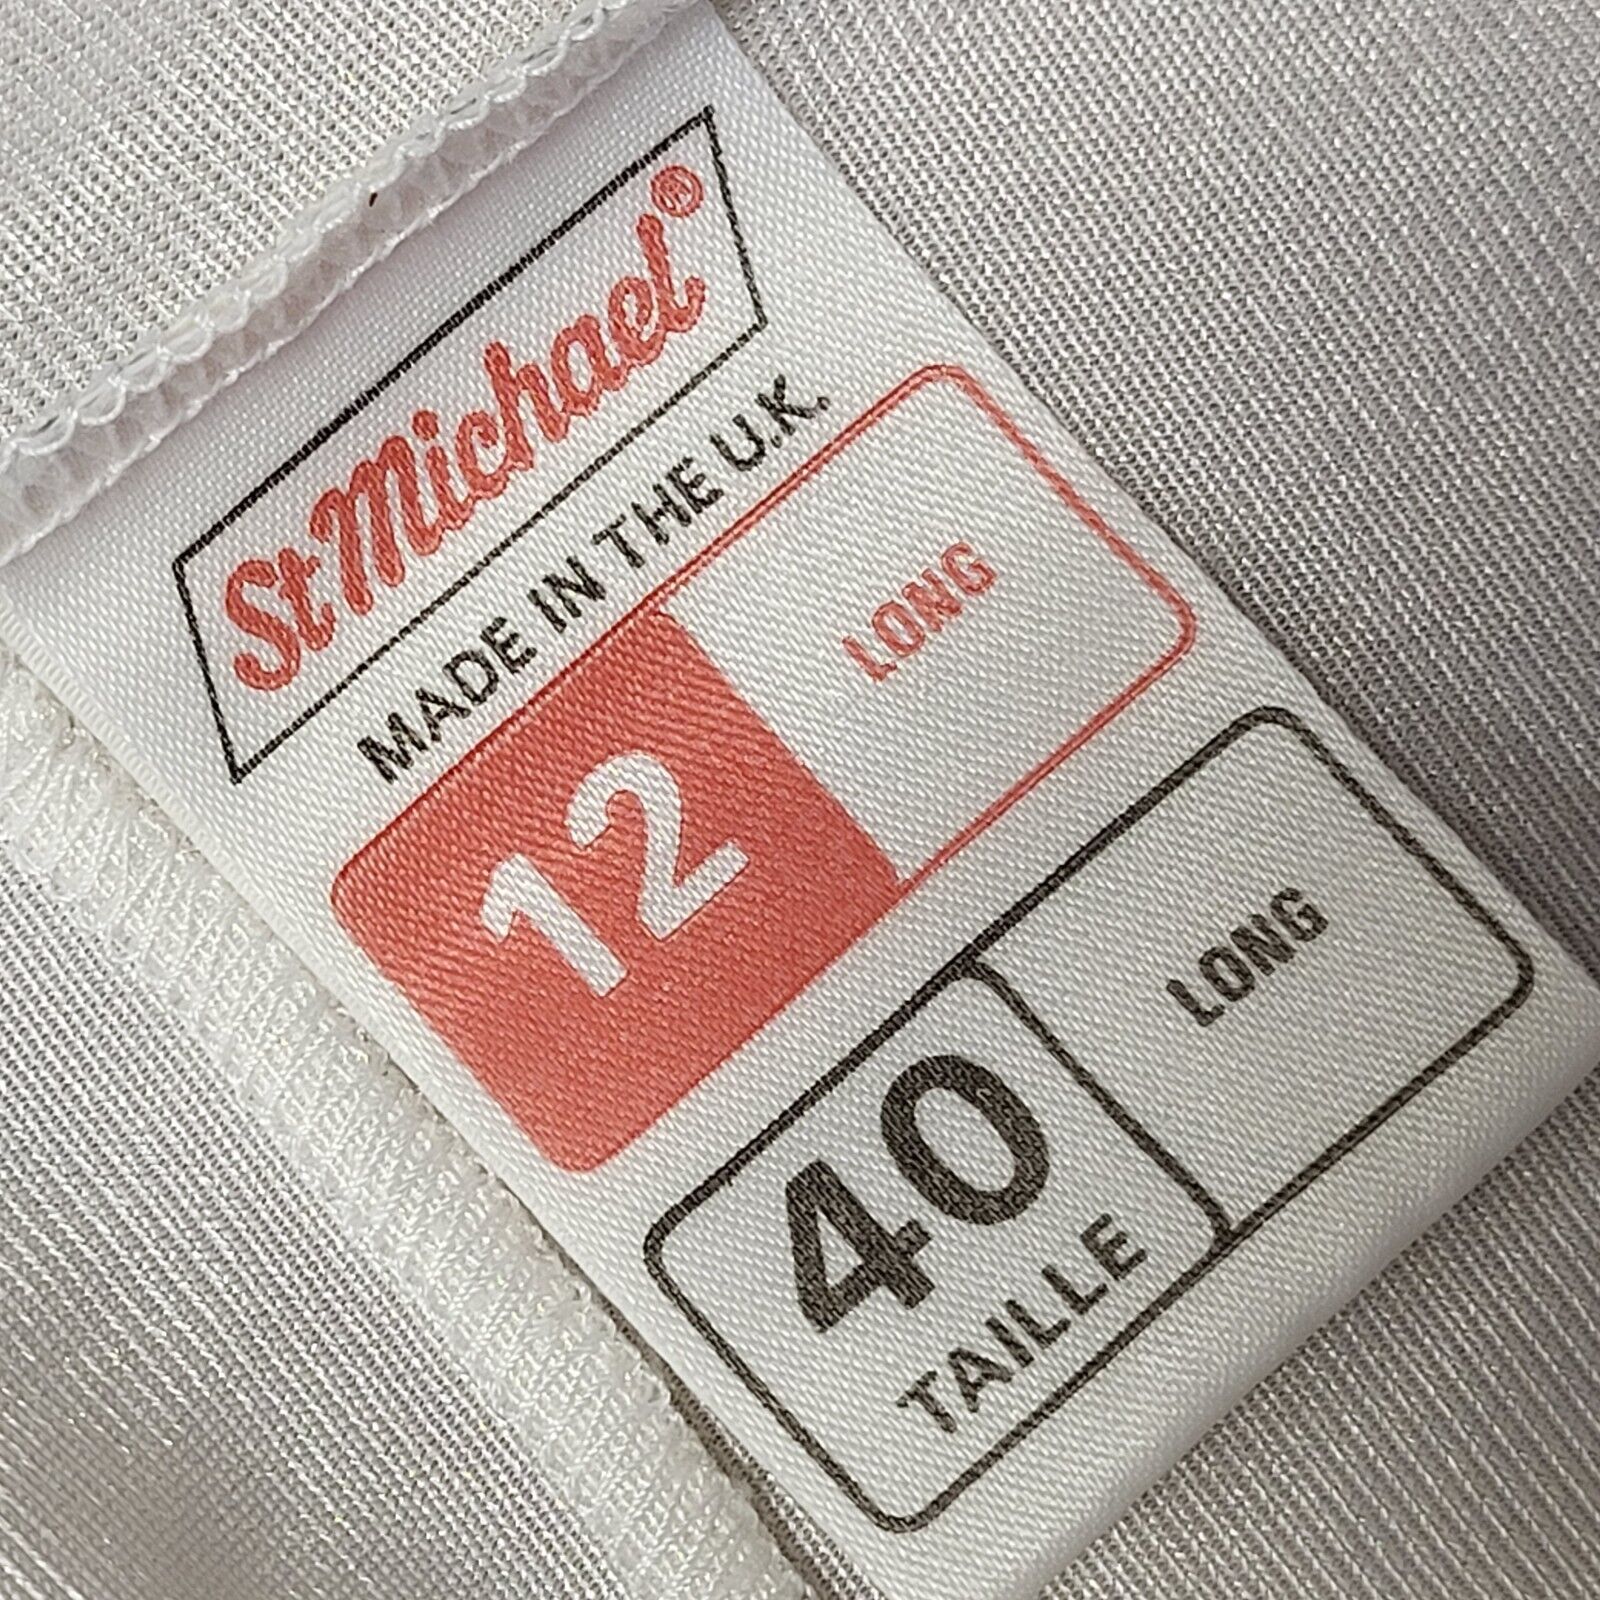 St Michael®
MADE IN THE U.K.
12 LONG
40 LONG
TAILLE